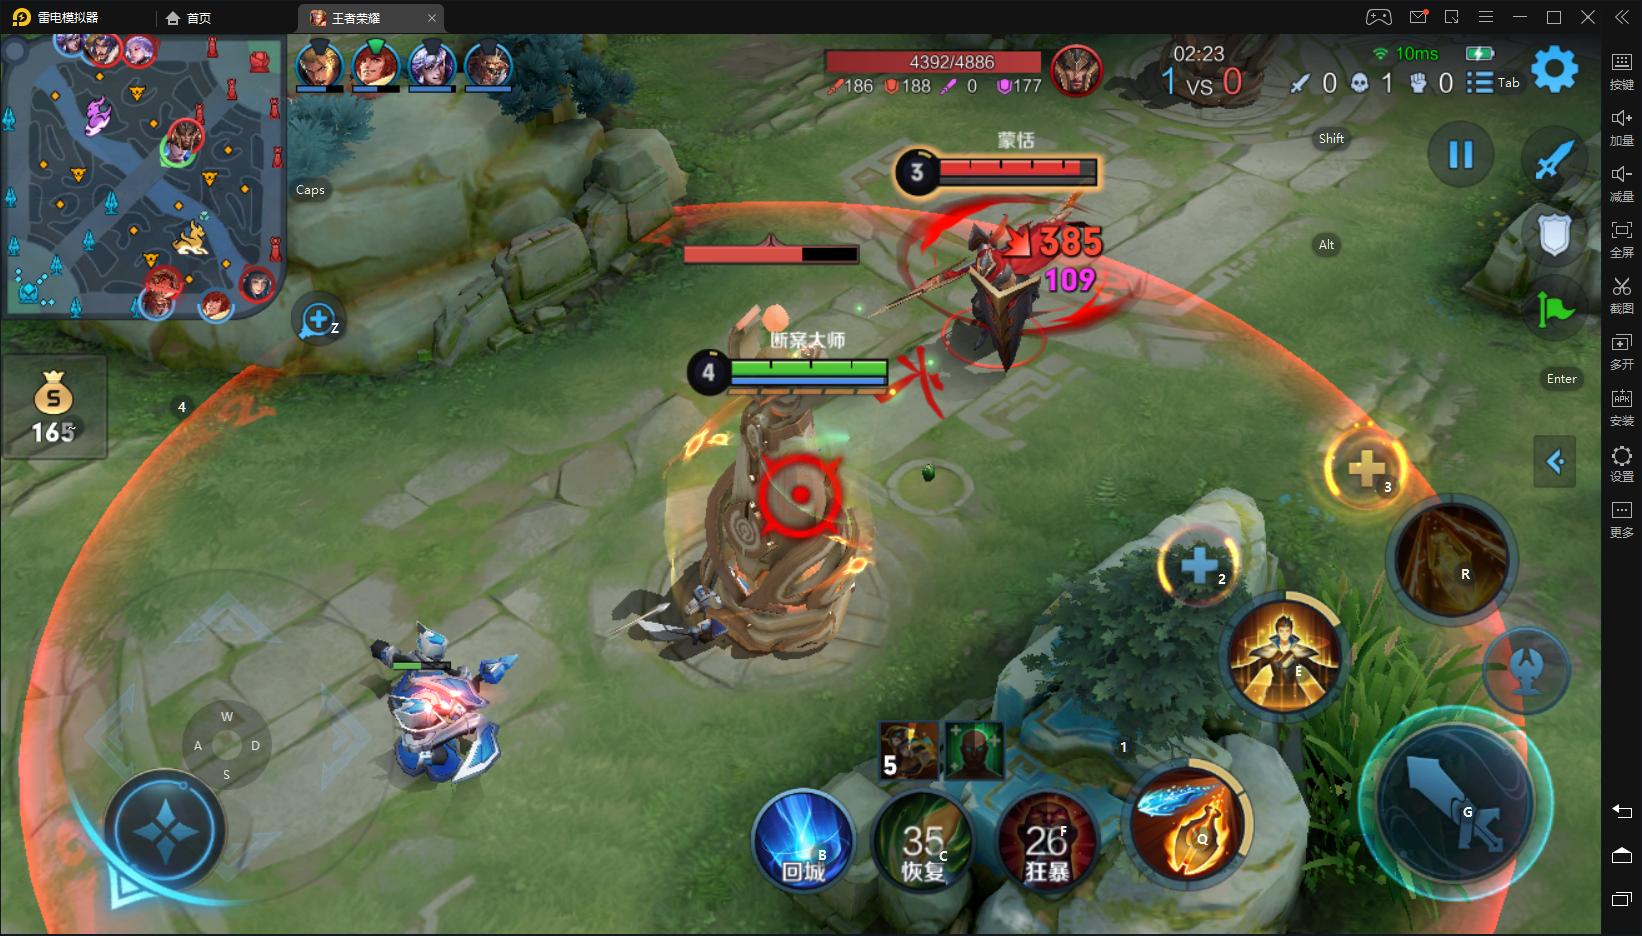 雷电模拟器
首页
王者荣耀
4392/4886
186 188 0 177
02:23
1 VS 0
10ms
0 1 0
Tab
按键
加量
减量
全屏
截图
多开
安装
设置
更多
APK
Shift
Caps
Alt
Enter
Z
蒙恬
3
385
109
断案大师
4
165
4
3
2
R
E
1
Q
G
W
A
D
S
5
B
回城
35
C
恢复
26
F
狂暴